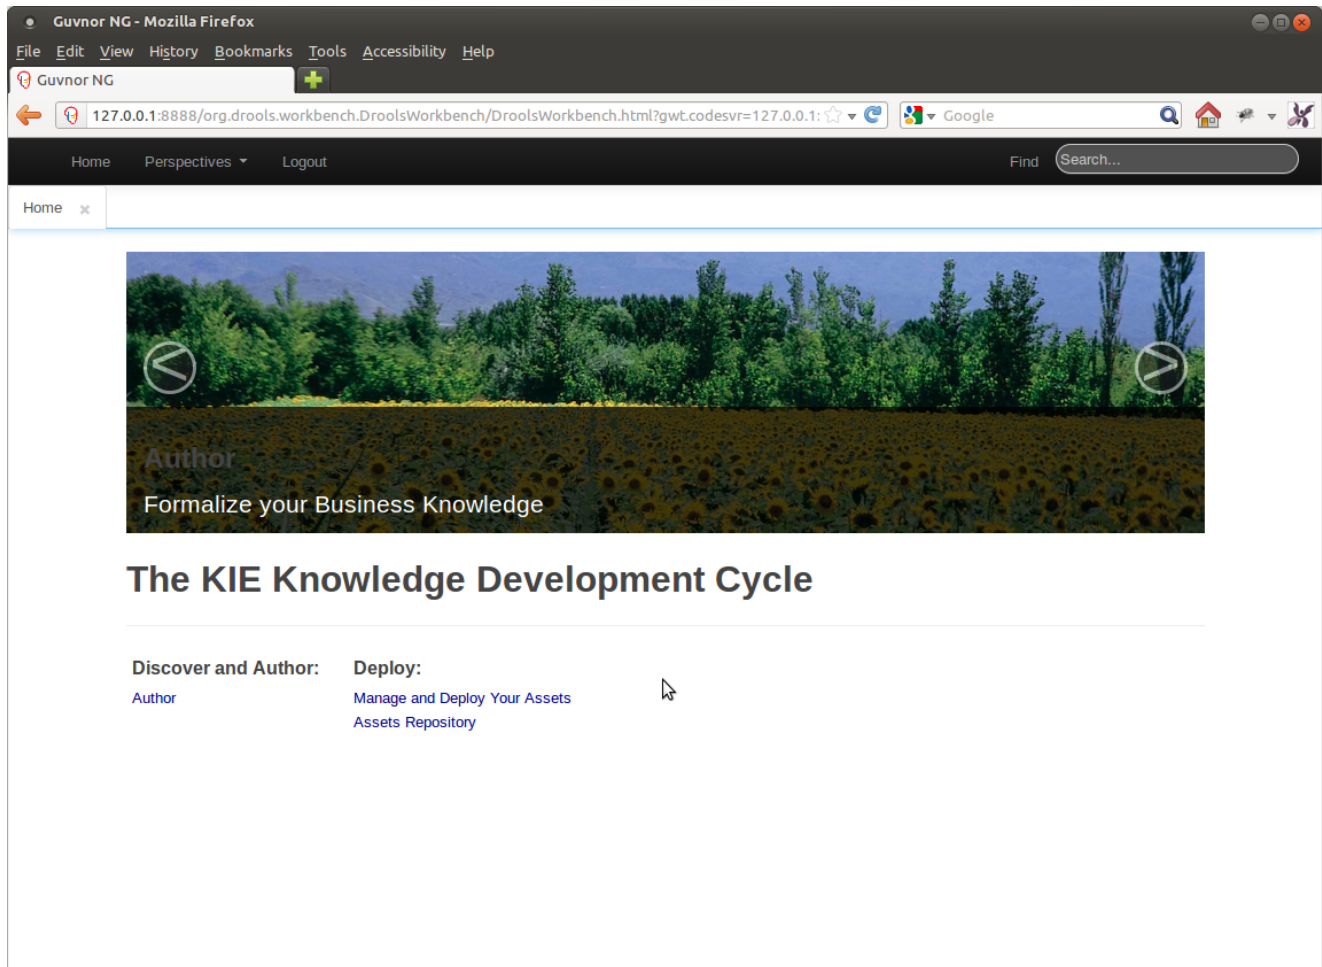 Guvnor NG - Mozilla Firefox
File Edit View History Bookmarks Tools Accessibility Help
Guvnor NG
127.0.0.1:8888/org.drools.workbench.DroolsWorkbench/DroolsWorkbench.html?gwt.codesvr=127.0.0.1: Google
Home Perspectives Logout Find Search...
Home
Author
Formalize your Business Knowledge
The KIE Knowledge Development Cycle
Discover and Author: Deploy:
Author Manage and Deploy Your Assets
Assets Repository